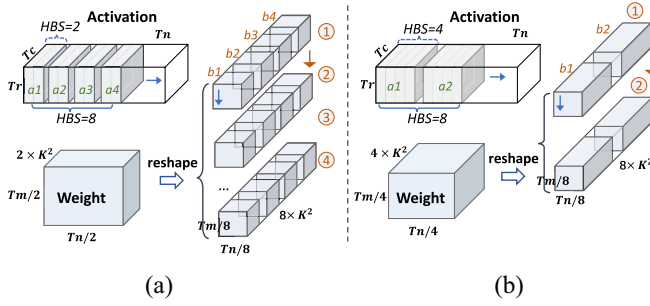 Activation
HBS=2
Tc
Tn
Tr
a1 a2 a3 a4
HBS=8
2 × K²
Tm/2
Weight
Tn/2
reshape
b4
b3
b2
b1
①
②
③
④
...
Tm/8
8× K²
Tn/8
(a)
Activation
HBS=4
Tc
Tn
Tr
a1 a2
HBS=8
4 × K²
Tm/4
Weight
Tn/4
reshape
b2
b1
①
②
Tm/8
8× K²
Tn/8
(b)